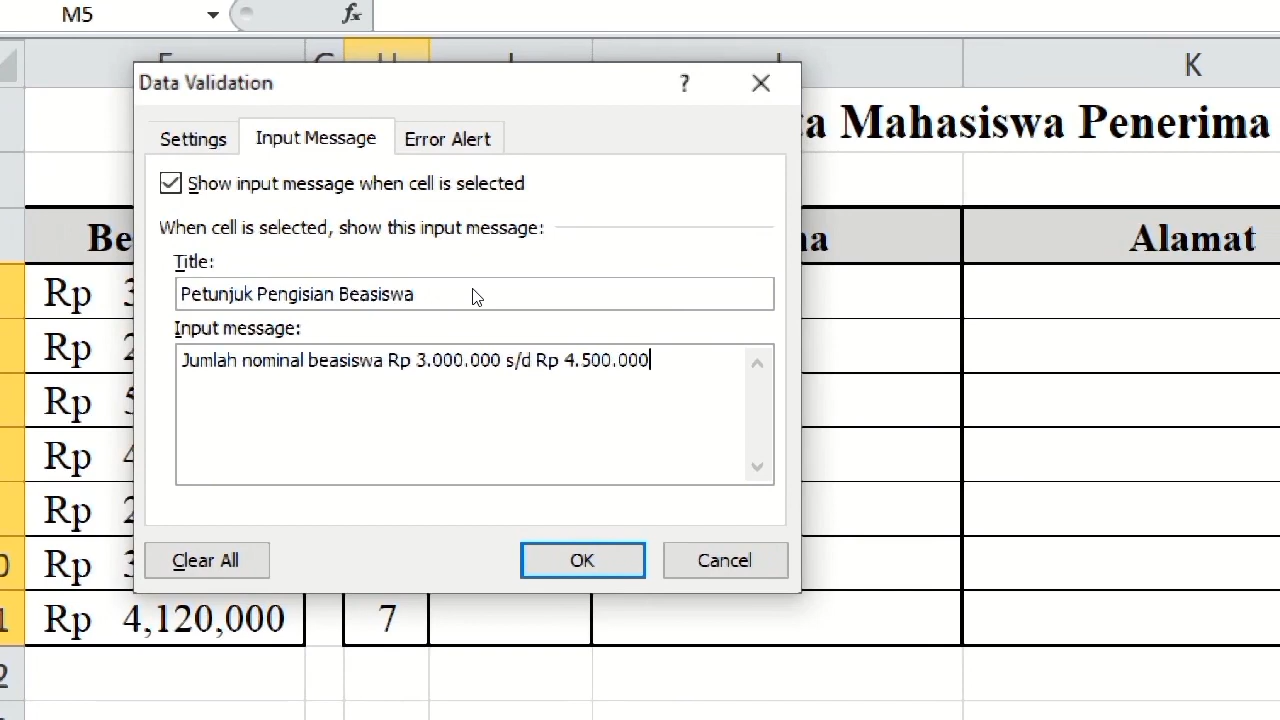 M5
fx
K
Data Validation
?
Settings
Input Message
Error Alert
Mahasiswa Penerima
Show input message when cell is selected
When cell is selected, show this input message:
Title:
Petunjuk Pengisian Beasiswa
Input message:
Jumlah nominal beasiswa Rp 3.000.000 s/d Rp 4.500.000
Alamat
Rp
Rp
Rp
Rp
Rp
Rp
Clear All
OK
Cancel
Rp 4,120,000
7